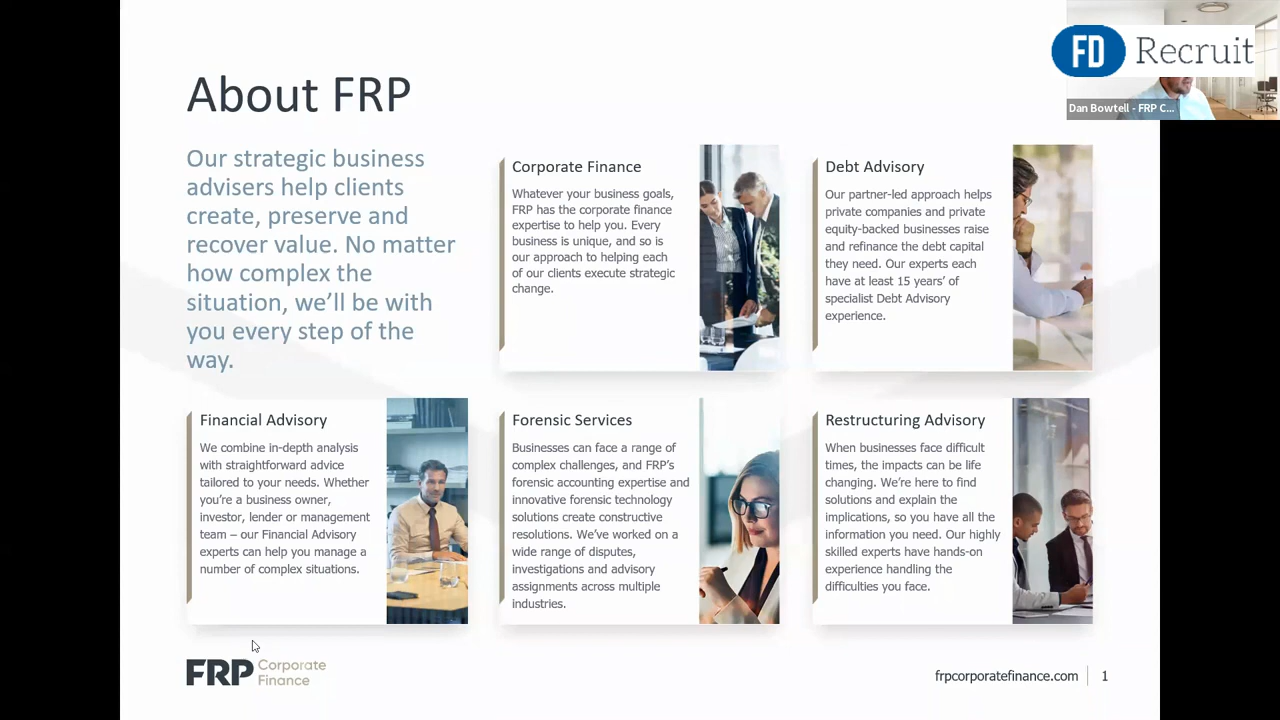 FD Recruit
Dan Bowtell - FRP C...
About FRP
Our strategic business
advisers help clients
create, preserve and
recover value. No matter
how complex the
situation, we’ll be with
you every step of the
way.
Corporate Finance
Whatever your business goals,
FRP has the corporate finance
expertise to help you. Every
business is unique, and so is
our approach to helping each
of our clients execute strategic
change.
Debt Advisory
Our partner-led approach helps
private companies and private
equity-backed businesses raise
and refinance the debt capital
they need. Our experts each
have at least 15 years’ of
specialist Debt Advisory
experience.
Financial Advisory
We combine in-depth analysis
with straightforward advice
tailored to your needs. Whether
you’re a business owner,
investor, lender or management
team – our Financial Advisory
experts can help you manage a
number of complex situations.
Forensic Services
Businesses can face a range of
complex challenges, and FRP’s
forensic accounting expertise and
innovative forensic technology
solutions create constructive
resolutions. We’ve worked on a
wide range of disputes,
investigations and advisory
assignments across multiple
industries.
Restructuring Advisory
When businesses face difficult
times, the impacts can be life
changing. We’re here to find
solutions and explain the
implications, so you have all the
information you need. Our highly
skilled experts have hands-on
experience handling the
difficulties you face.
FRP Corporate
Finance
frpcorporatefinance.com 1